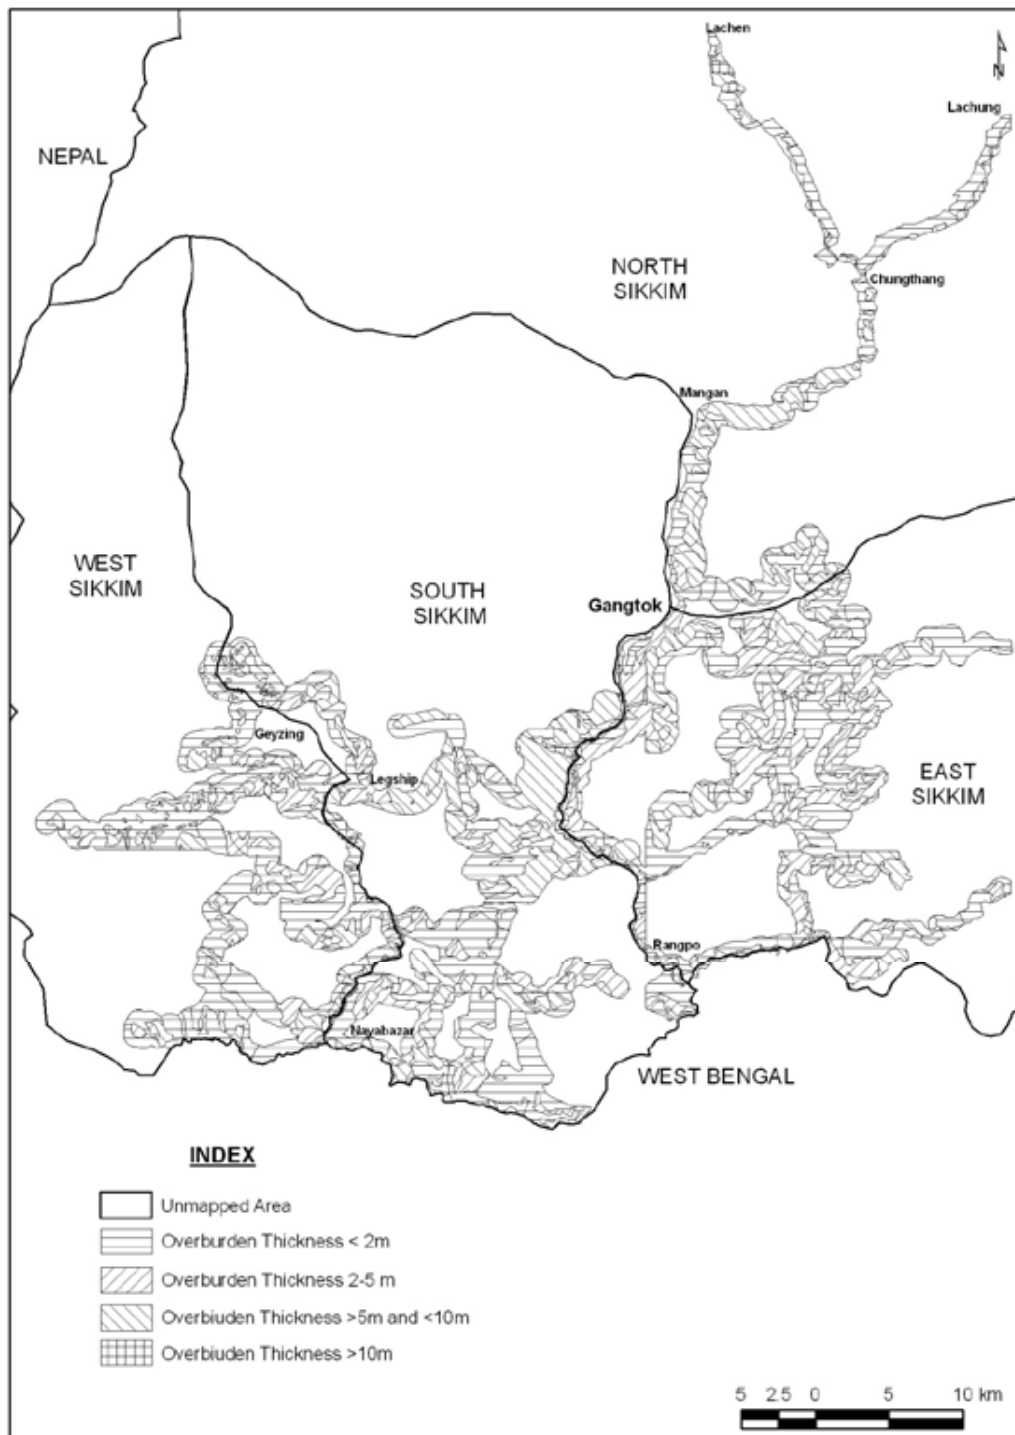 Lachen
N
Lachung
NEPAL
NORTH
SIKKIM
Chungthang
Mangan
WEST
SIKKIM
SOUTH
SIKKIM
Gangtok
Geyzing
Legship
EAST
SIKKIM
Rangpo
Nayabazar
WEST BENGAL
INDEX
Unmapped Area
Overburden Thickness < 2m
Overburden Thickness 2-5 m
Overbiuden Thickness >5m and <10m
Overbiuden Thickness >10m
5 2.5 0 5 10 km